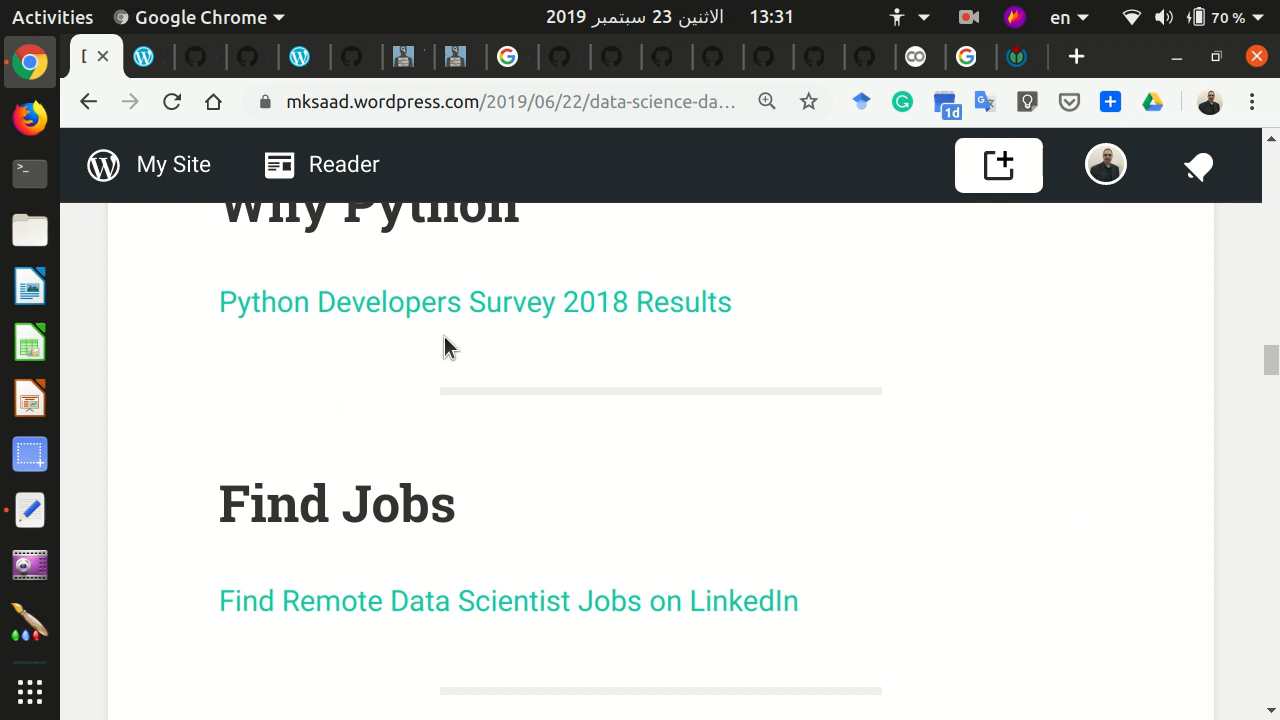 Activities Google Chrome 2019 الاثنين 23 سبتمبر 13:31 en 70 %
mksaad.wordpress.com/2019/06/22/data-science-da... 1d
My Site Reader
Why Python
Python Developers Survey 2018 Results
Find Jobs
Find Remote Data Scientist Jobs on LinkedIn